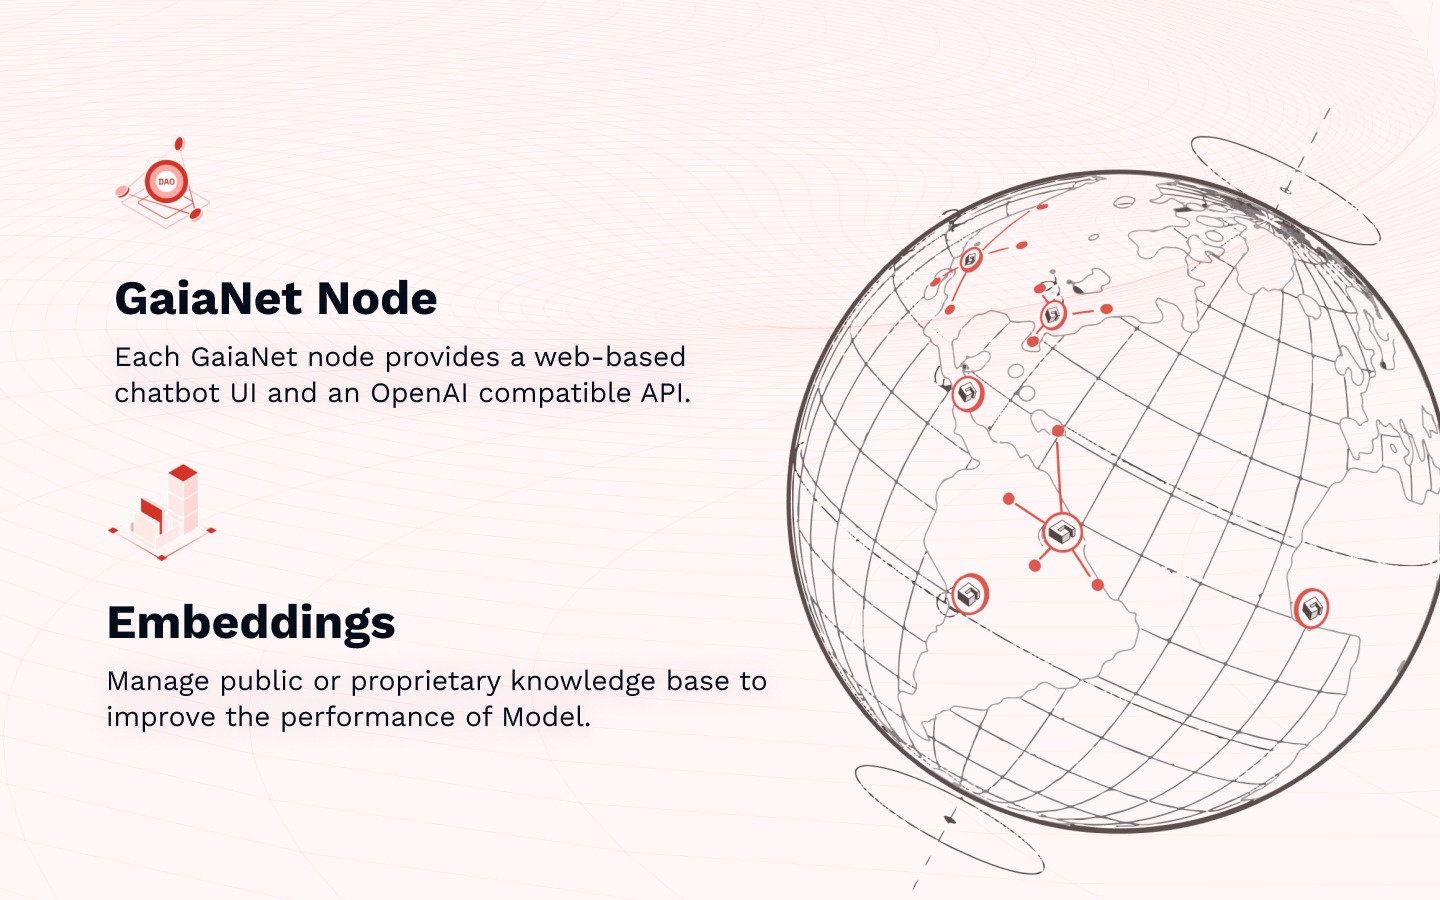 DAO
GaiaNet Node
Each GaiaNet node provides a web-based
chatbot UI and an OpenAI compatible API.
Embeddings
Manage public or proprietary knowledge base to
improve the performance of Model.